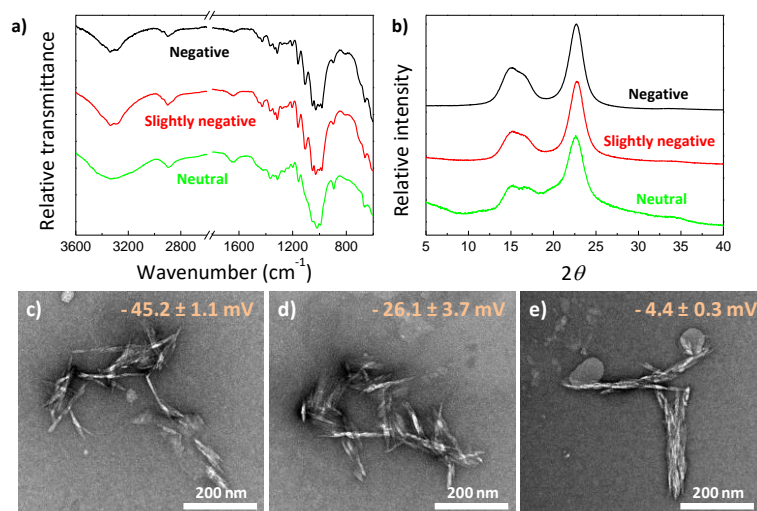 a)
Relative transmittance
Negative
Slightly negative
Neutral
3600 3200 2800 1600 1200 800
Wavenumber (cm-1)
b)
Relative intensity
Negative
Slightly negative
Neutral
5 10 15 20 25 30 35 40
2θ
c)
- 45.2 ± 1.1 mV
200 nm
d)
- 26.1 ± 3.7 mV
200 nm
e)
- 4.4 ± 0.3 mV
200 nm